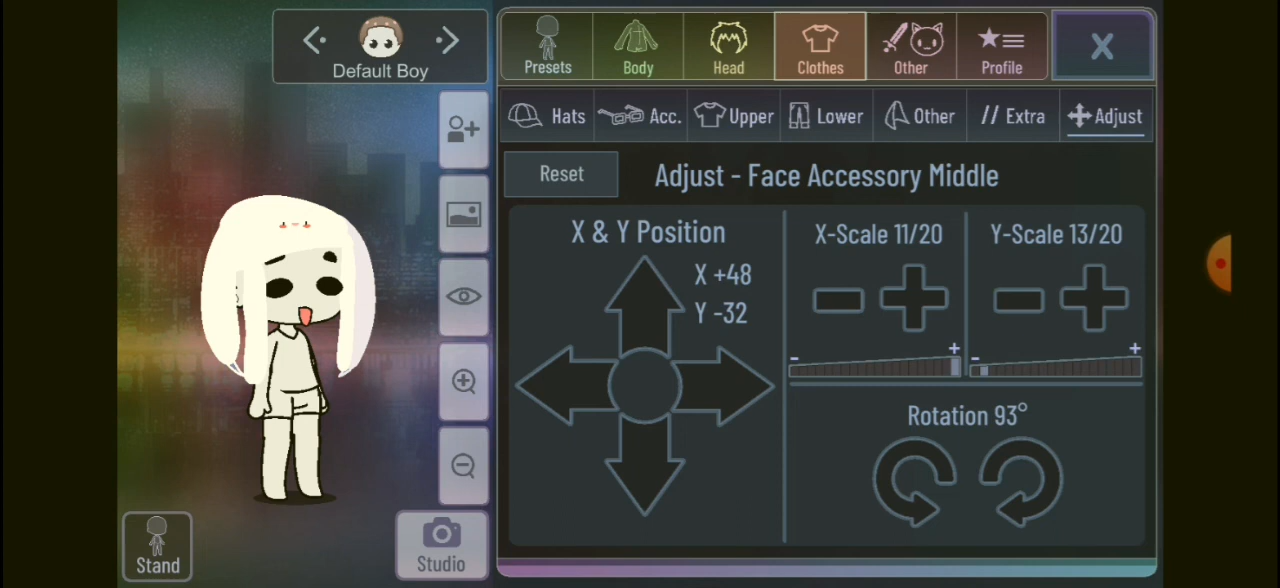 Default Boy
Presets
Body
Head
Clothes
Other
Profile
X
Hats
Acc.
Upper
Lower
Other
Extra
Adjust
Reset
Adjust - Face Accessory Middle
X & Y Position
X +48
Y -32
X-Scale 11/20
Y-Scale 13/20
- +
- +
Rotation 93°
Stand
Studio